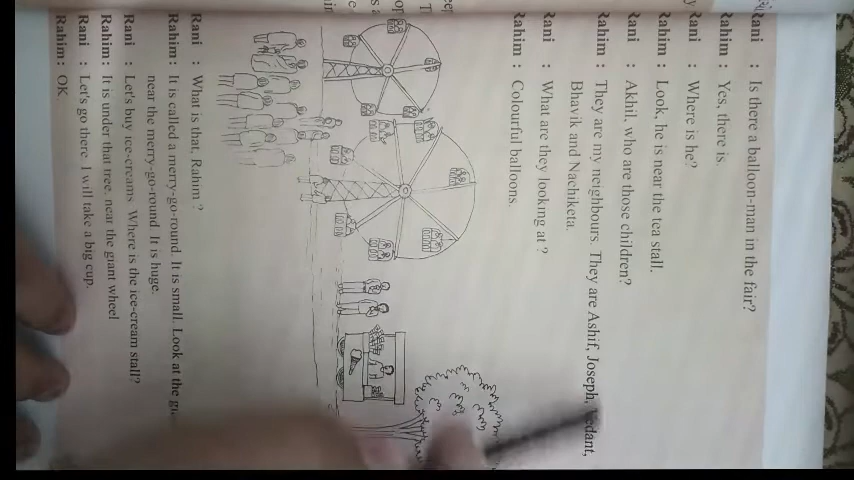 Rani : Is there a balloon-man in the fair?
Rahim : Yes, there is.
Rani : Where is he?
Rahim : Look, he is near the tea stall.
Rani : Akhil, who are those children?
Rahim : They are my neighbours. They are Ashif, Joseph, Vedant,
Bhavik and Nachiketa.
Rani : What are they looking at ?
Rahim : Colourful balloons.
Rani : What is that, Rahim ?
Rahim : It is called a merry-go-round. It is small. Look at the
near the merry-go-round. It is huge.
Rani : Let's buy ice-creams. Where is the ice-cream stall?
Rahim : It is under that tree, near the giant wheel
Rani : Let's go there. I will take a big cup.
Rahim : OK.